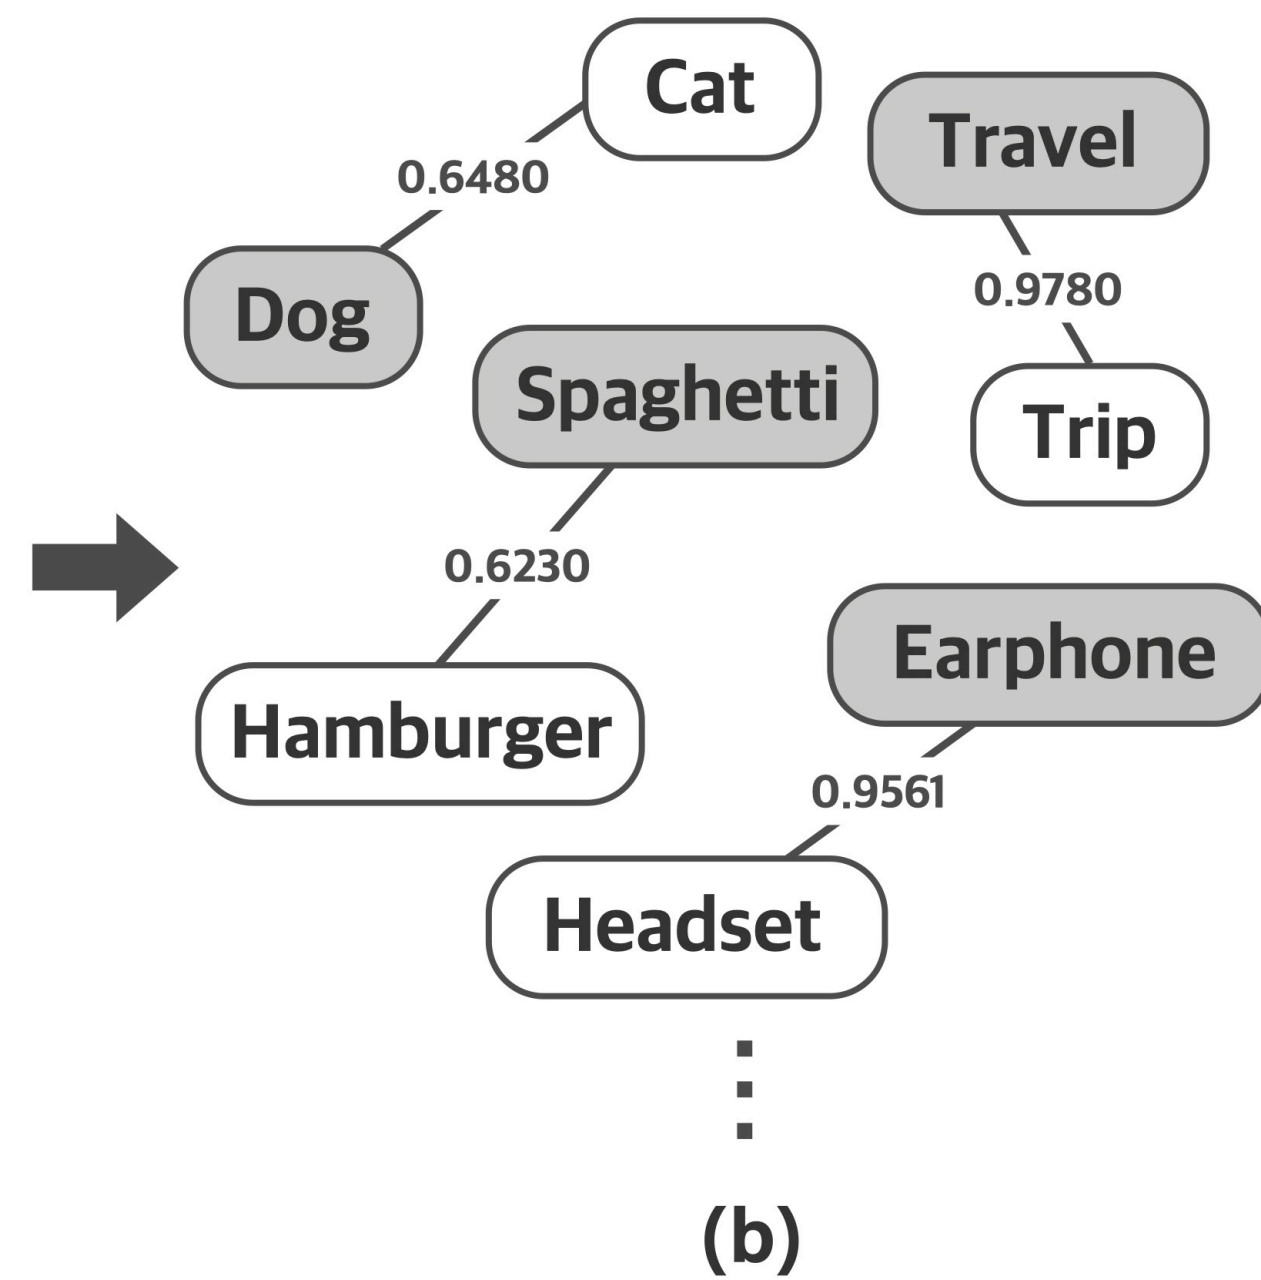 Cat
Travel
0.6480
Dog
0.9780
Spaghetti
Trip
0.6230
Earphone
Hamburger
0.9561
Headset
(b)